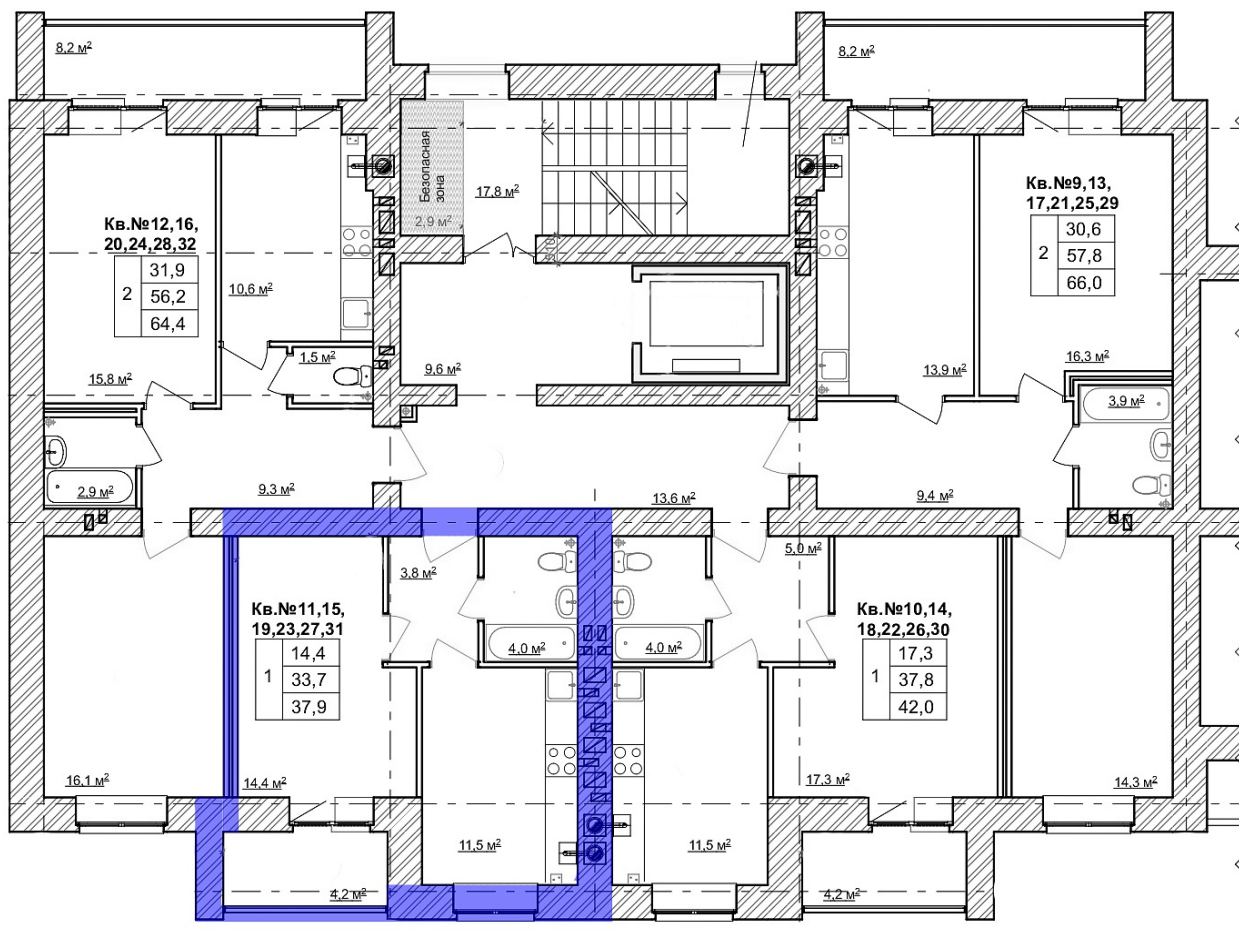 8,2 м²
8,2 м²
Безопасная
зона
2,9 м²
17,8 м²
Кв.№12,16,
20,24,28,32
2
31,9
56,2
64,4
Кв.№9,13,
17,21,25,29
2
30,6
57,8
66,0
10,6 м²
1,5 м²
15,8 м²
9,6 м²
13,9 м²
16,3 м²
3,9 м²
2,9 м²
9,3 м²
13,6 м²
9,4 м²
3,8 м²
5,0 м²
Кв.№11,15,
19,23,27,31
1
14,4
33,7
37,9
4,0 м²
4,0 м²
Кв.№10,14,
18,22,26,30
1
17,3
37,8
42,0
16,1 м²
14,4 м²
17,3 м²
14,3 м²
11,5 м²
11,5 м²
4,2 м²
4,2 м²